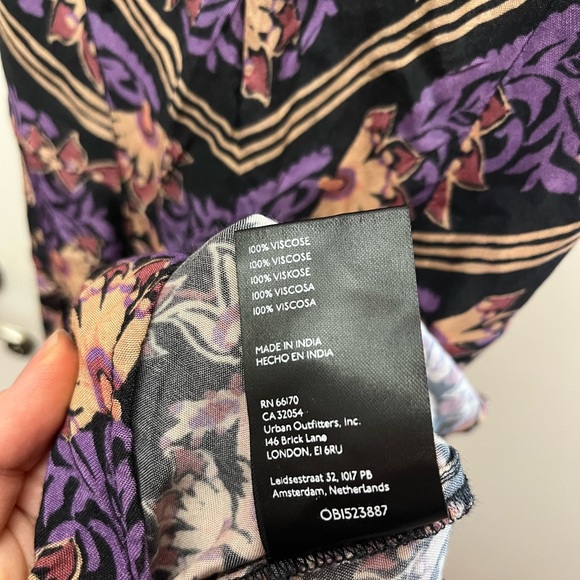 100% VISCOSE
100% VISCOSE
100% VISKOSE
100% VISCOSA
100% VISCOSA
MADE IN INDIA
HECHO EN INDIA
RN 66170
CA 32054
Urban Outfitters, Inc.
146 Brick Lane
LONDON, E1 6RU
Leidsestraat 32, 1017 PB
Amsterdam, Netherlands
OB1523887